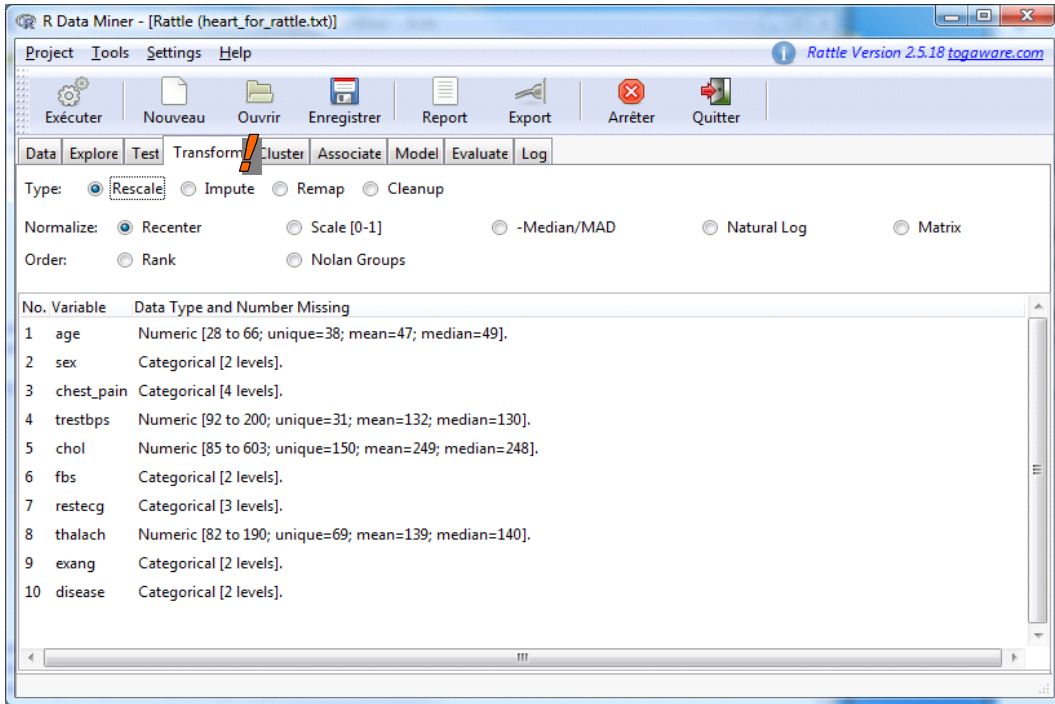 R Data Miner - [Rattle (heart_for_rattle.txt)]
Project Tools Settings Help Rattle Version 2.5.18 togaware.com
Exécuter Nouveau Ouvrir Enregistrer Report Export Arrêter Quitter
Data Explore Test Transform Cluster Associate Model Evaluate Log
Type: Rescale Impute Remap Cleanup
Normalize: Recenter Scale [0-1] -Median/MAD Natural Log Matrix
Order: Rank Nolan Groups
No. Variable Data Type and Number Missing
1 age Numeric [28 to 66; unique=38; mean=47; median=49].
2 sex Categorical [2 levels].
3 chest_pain Categorical [4 levels].
4 trestbps Numeric [92 to 200; unique=31; mean=132; median=130].
5 chol Numeric [85 to 603; unique=150; mean=249; median=248].
6 fbs Categorical [2 levels].
7 restecg Categorical [3 levels].
8 thalach Numeric [82 to 190; unique=69; mean=139; median=140].
9 exang Categorical [2 levels].
10 disease Categorical [2 levels].